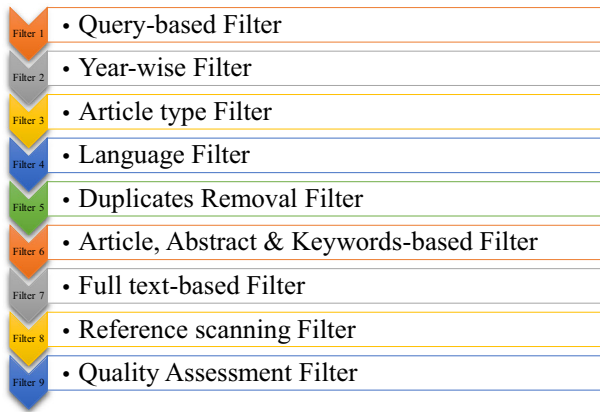 Filter 1 • Query-based Filter
Filter 2 • Year-wise Filter
Filter 3 • Article type Filter
Filter 4 • Language Filter
Filter 5 • Duplicates Removal Filter
Filter 6 • Article, Abstract & Keywords-based Filter
Filter 7 • Full text-based Filter
Filter 8 • Reference scanning Filter
Filter 9 • Quality Assessment Filter